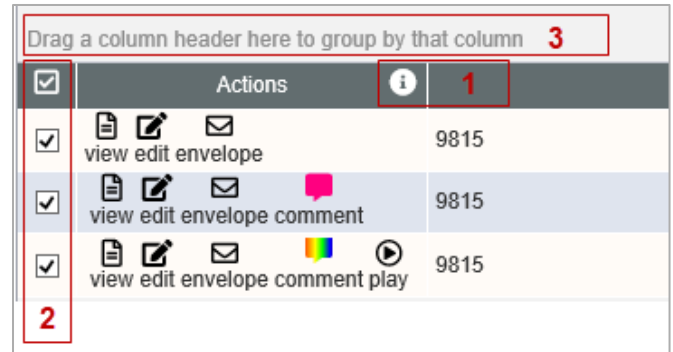 Drag a column header here to group by that column 3
Actions 1
view edit envelope 9815
view edit envelope comment 9815
view edit envelope comment play 9815
2